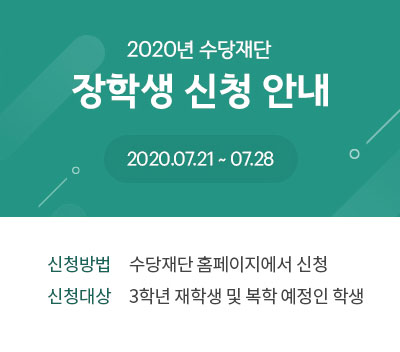 2020년 수당재단
장학생 신청 안내
2020.07.21 ~ 07.28
신청방법 수당재단 홈페이지에서 신청
신청대상 3학년 재학생 및 복학 예정인 학생